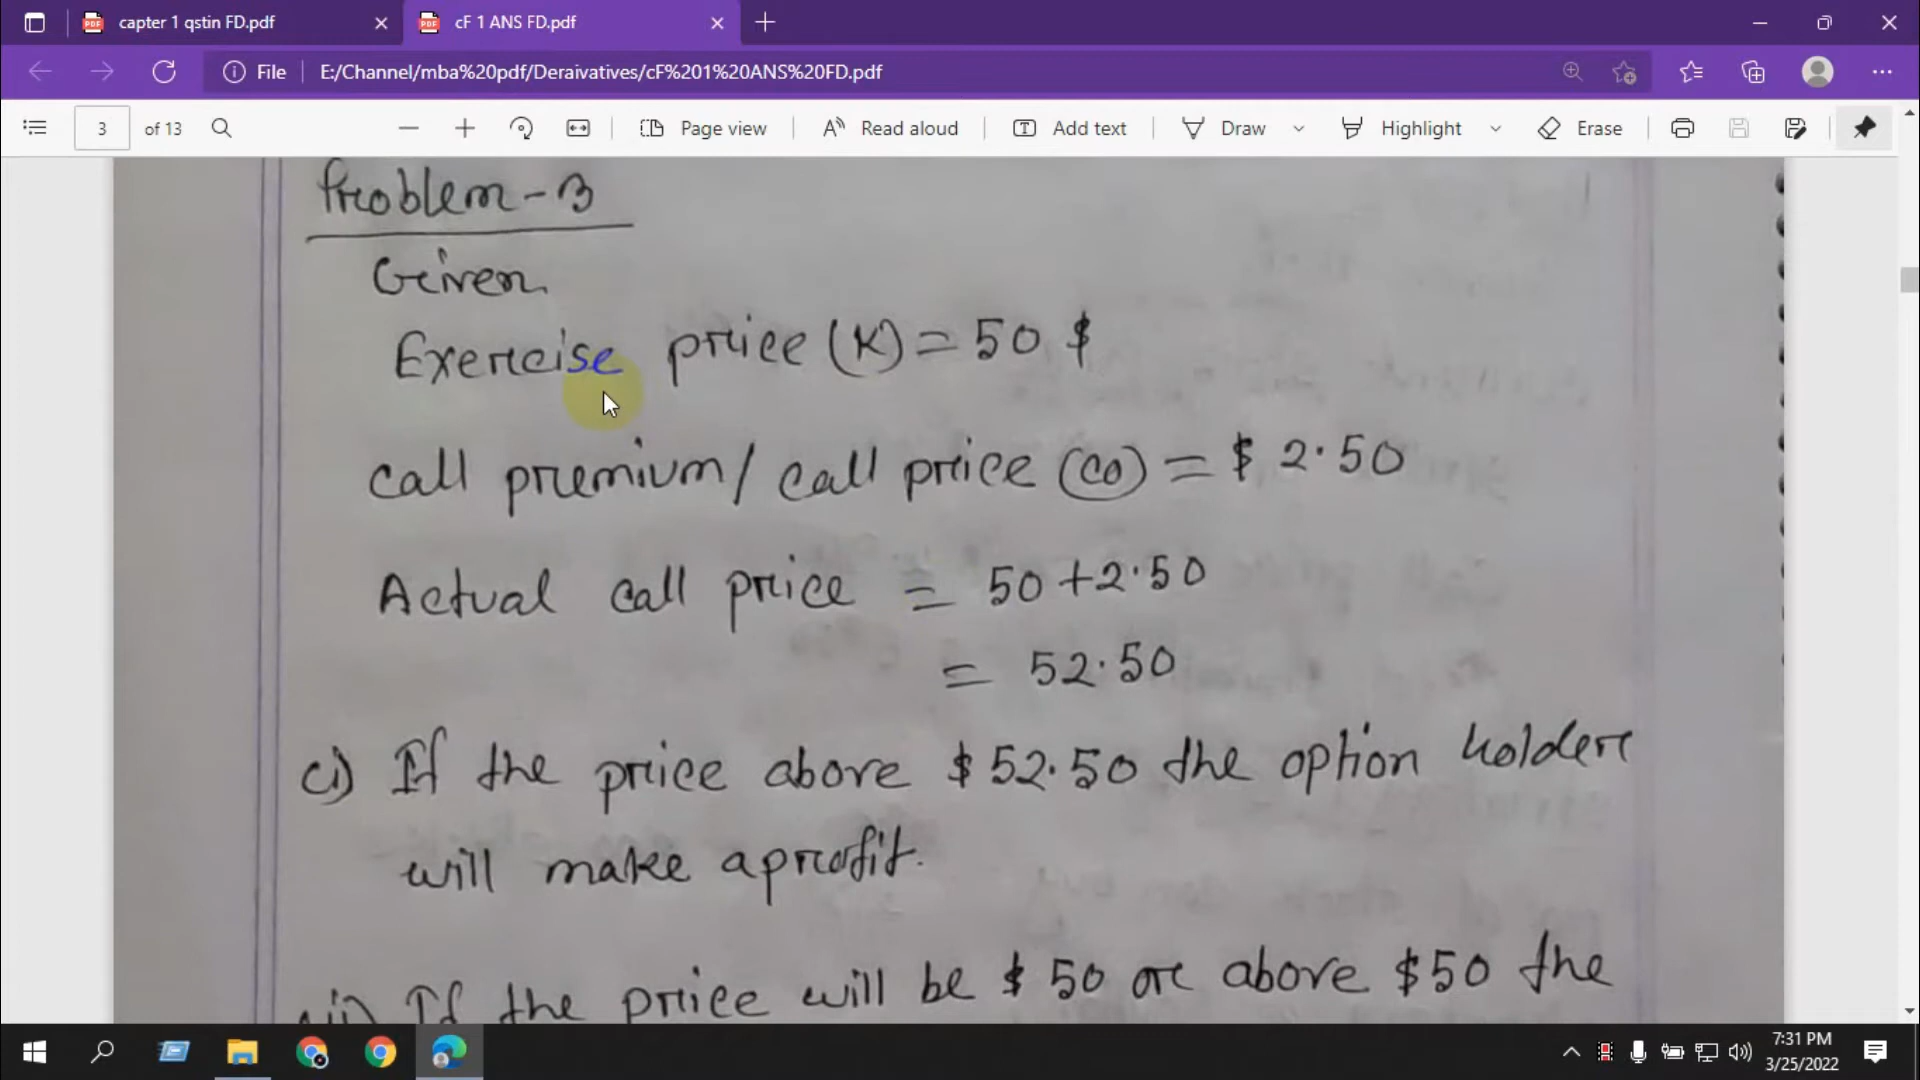 capter 1 qstin FD.pdf
cF 1 ANS FD.pdf
File
E:/Channel/mba%20pdf/Deraivatives/cF%201%20ANS%20FD.pdf
3 of 13
Page view
Read aloud
Add text
Draw
Highlight
Erase
Problem-3
Given
Exercise price (K) = 50 $
call premium/ call price (co) = $ 2.50
Actual call price = 50+2.50
= 52.50
ci) If the price above $52.50 the option holder
will make a profit.
ii) If the price will be $ 50 or above $50 the
7:31 PM
3/25/2022